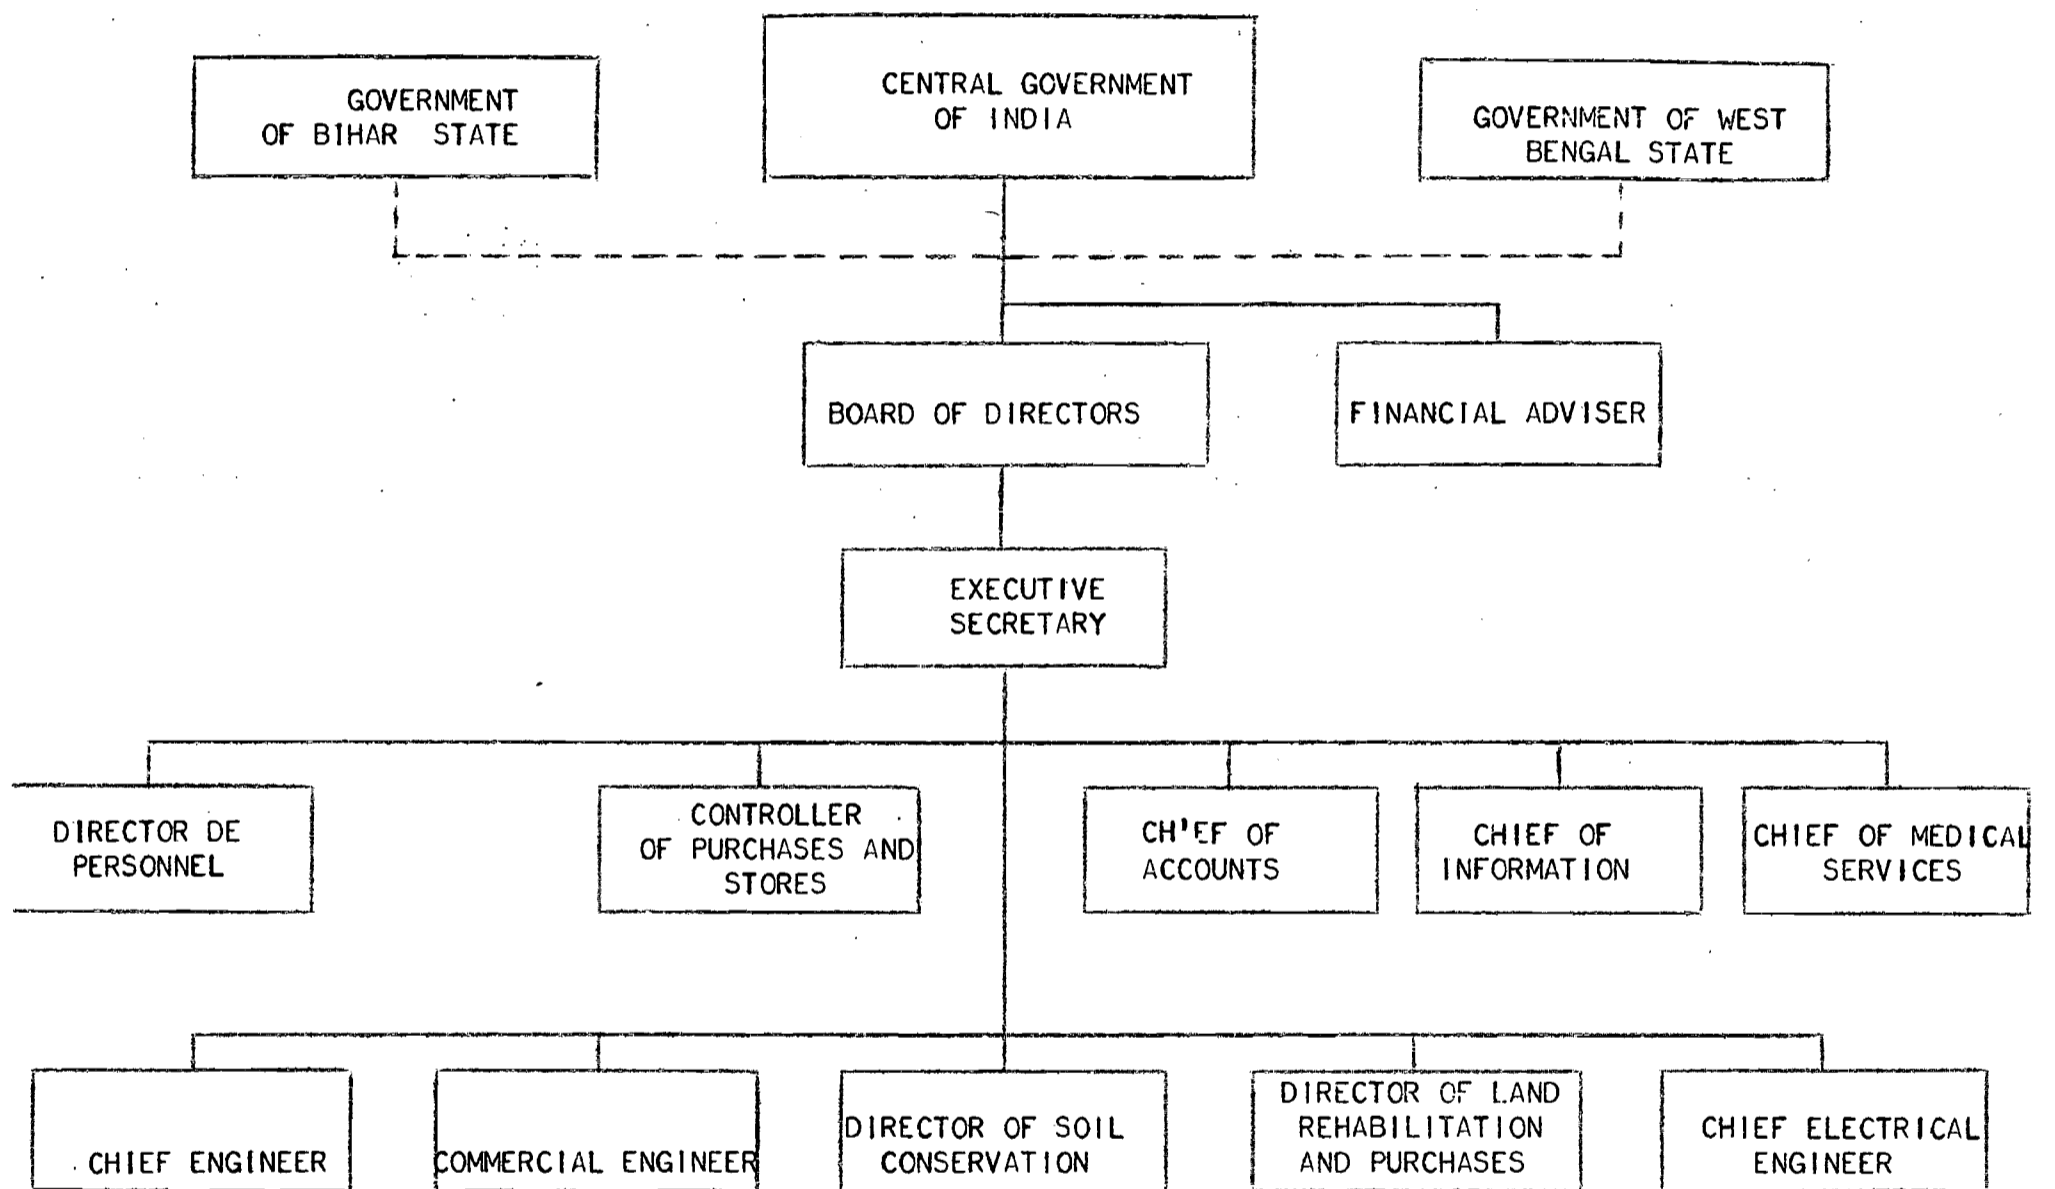 GOVERNMENT
OF BIHAR STATE
CENTRAL GOVERNMENT
OF INDIA
GOVERNMENT OF WEST
BENGAL STATE
BOARD OF DIRECTORS
FINANCIAL ADVISER
EXECUTIVE
SECRETARY
DIRECTOR DE
PERSONNEL
CONTROLLER
OF PURCHASES AND
STORES
CHIEF OF
ACCOUNTS
CHIEF OF
INFORMATION
CHIEF OF MEDICAL
SERVICES
CHIEF ENGINEER
COMMERCIAL ENGINEER
DIRECTOR OF SOIL
CONSERVATION
DIRECTOR OF LAND
REHABILITATION
AND PURCHASES
CHIEF ELECTRICAL
ENGINEER